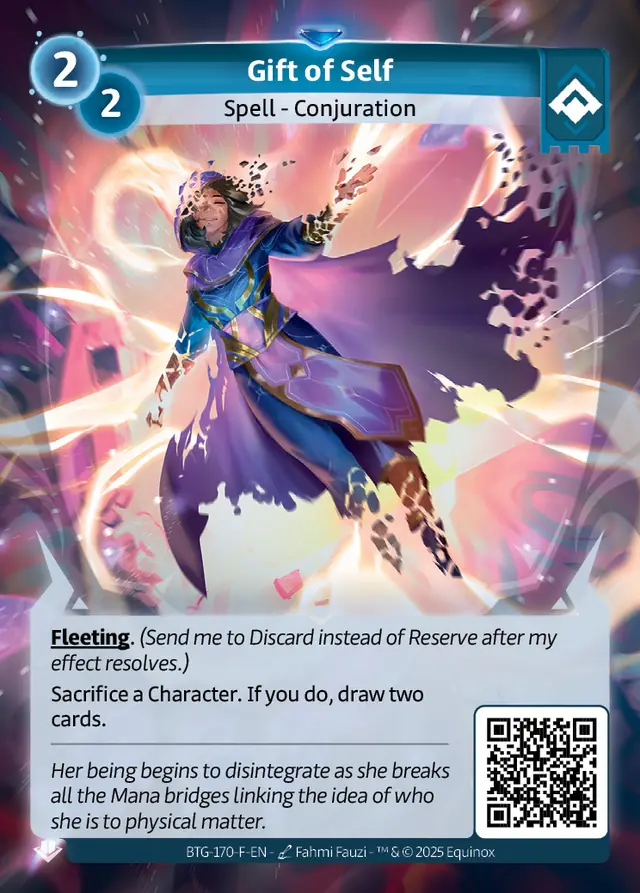 2
2
Gift of Self
Spell - Conjuration
Fleeting. (Send me to Discard instead of Reserve after my
effect resolves.)
Sacrifice a Character. If you do, draw two
cards.
Her being begins to disintegrate as she breaks
all the Mana bridges linking the idea of who
she is to physical matter.
BTG-170-F-EN - Fahmi Fauzi - ™ & © 2025 Equinox